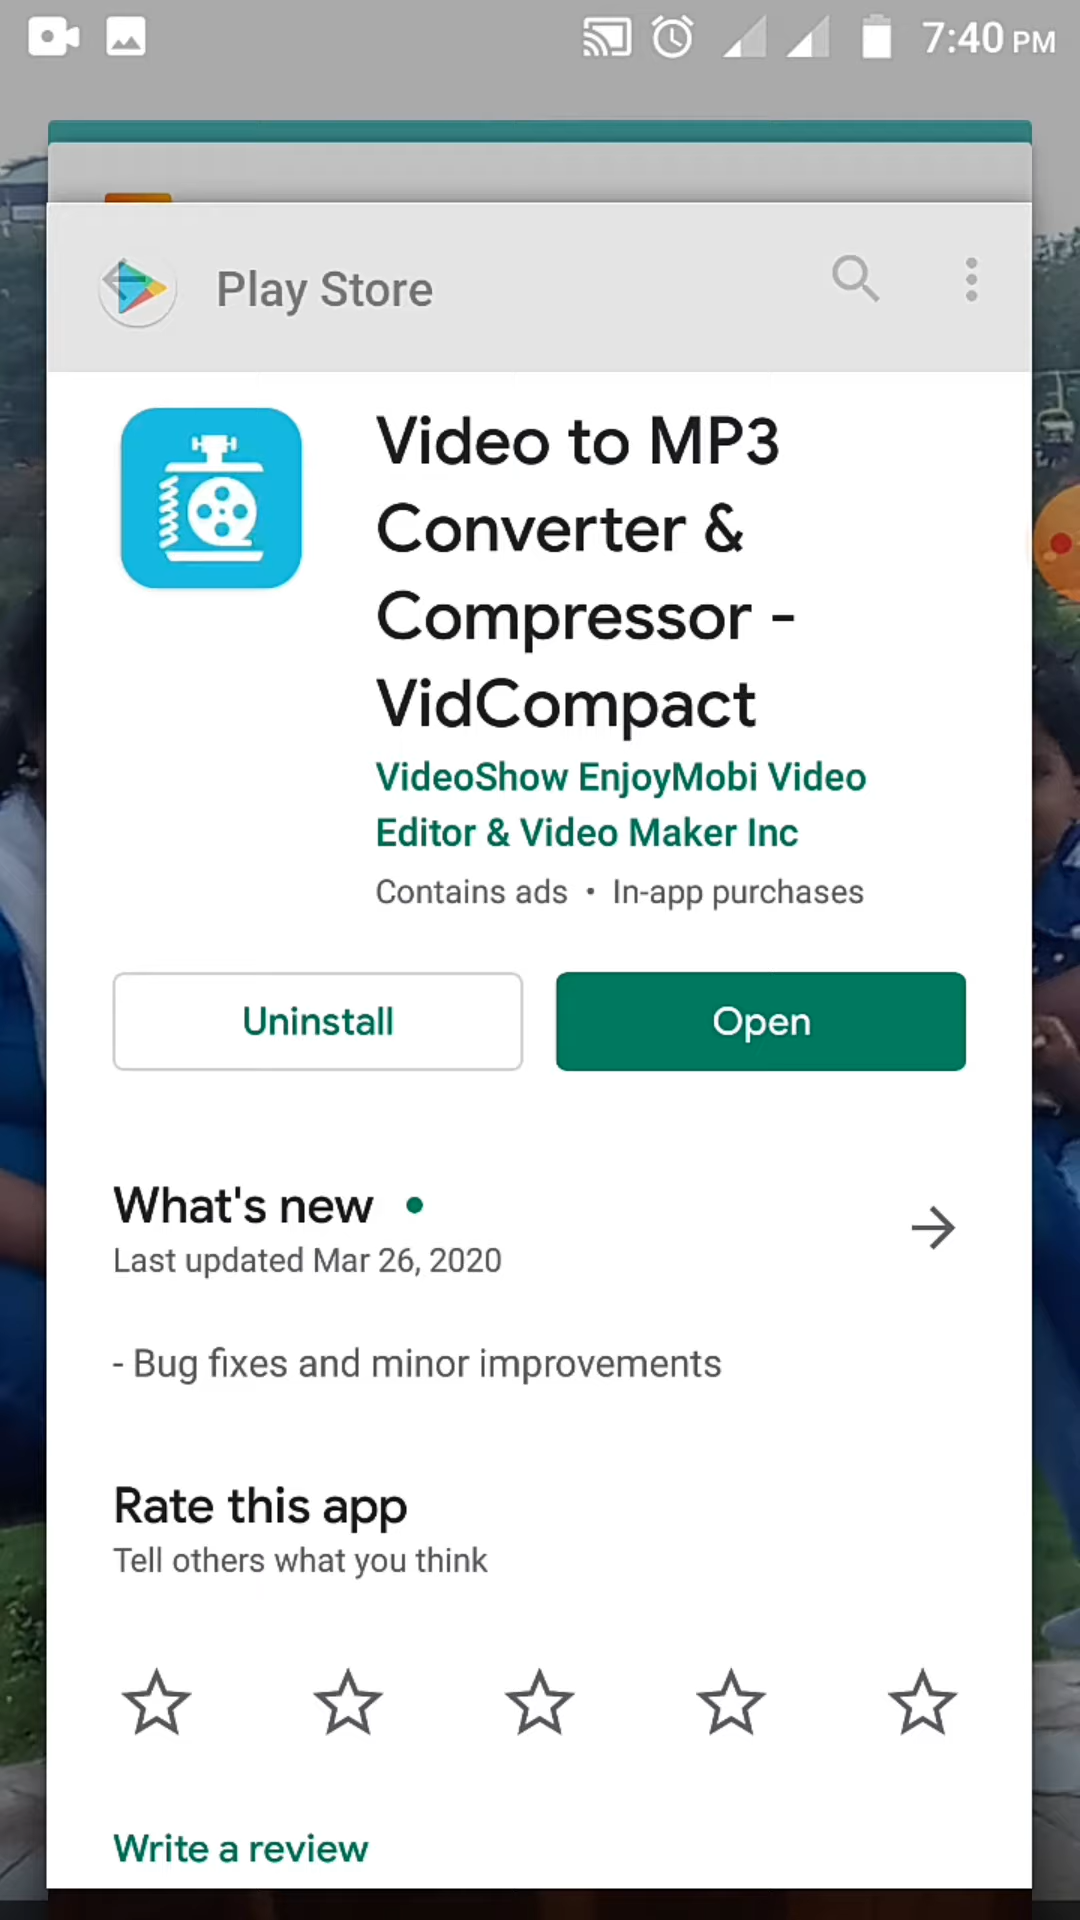 7:40 PM
Play Store
Video to MP3
Converter &
Compressor -
VidCompact
VideoShow EnjoyMobi Video
Editor & Video Maker Inc
Contains ads • In-app purchases
Uninstall
Open
What's new
Last updated Mar 26, 2020
- Bug fixes and minor improvements
Rate this app
Tell others what you think
Write a review